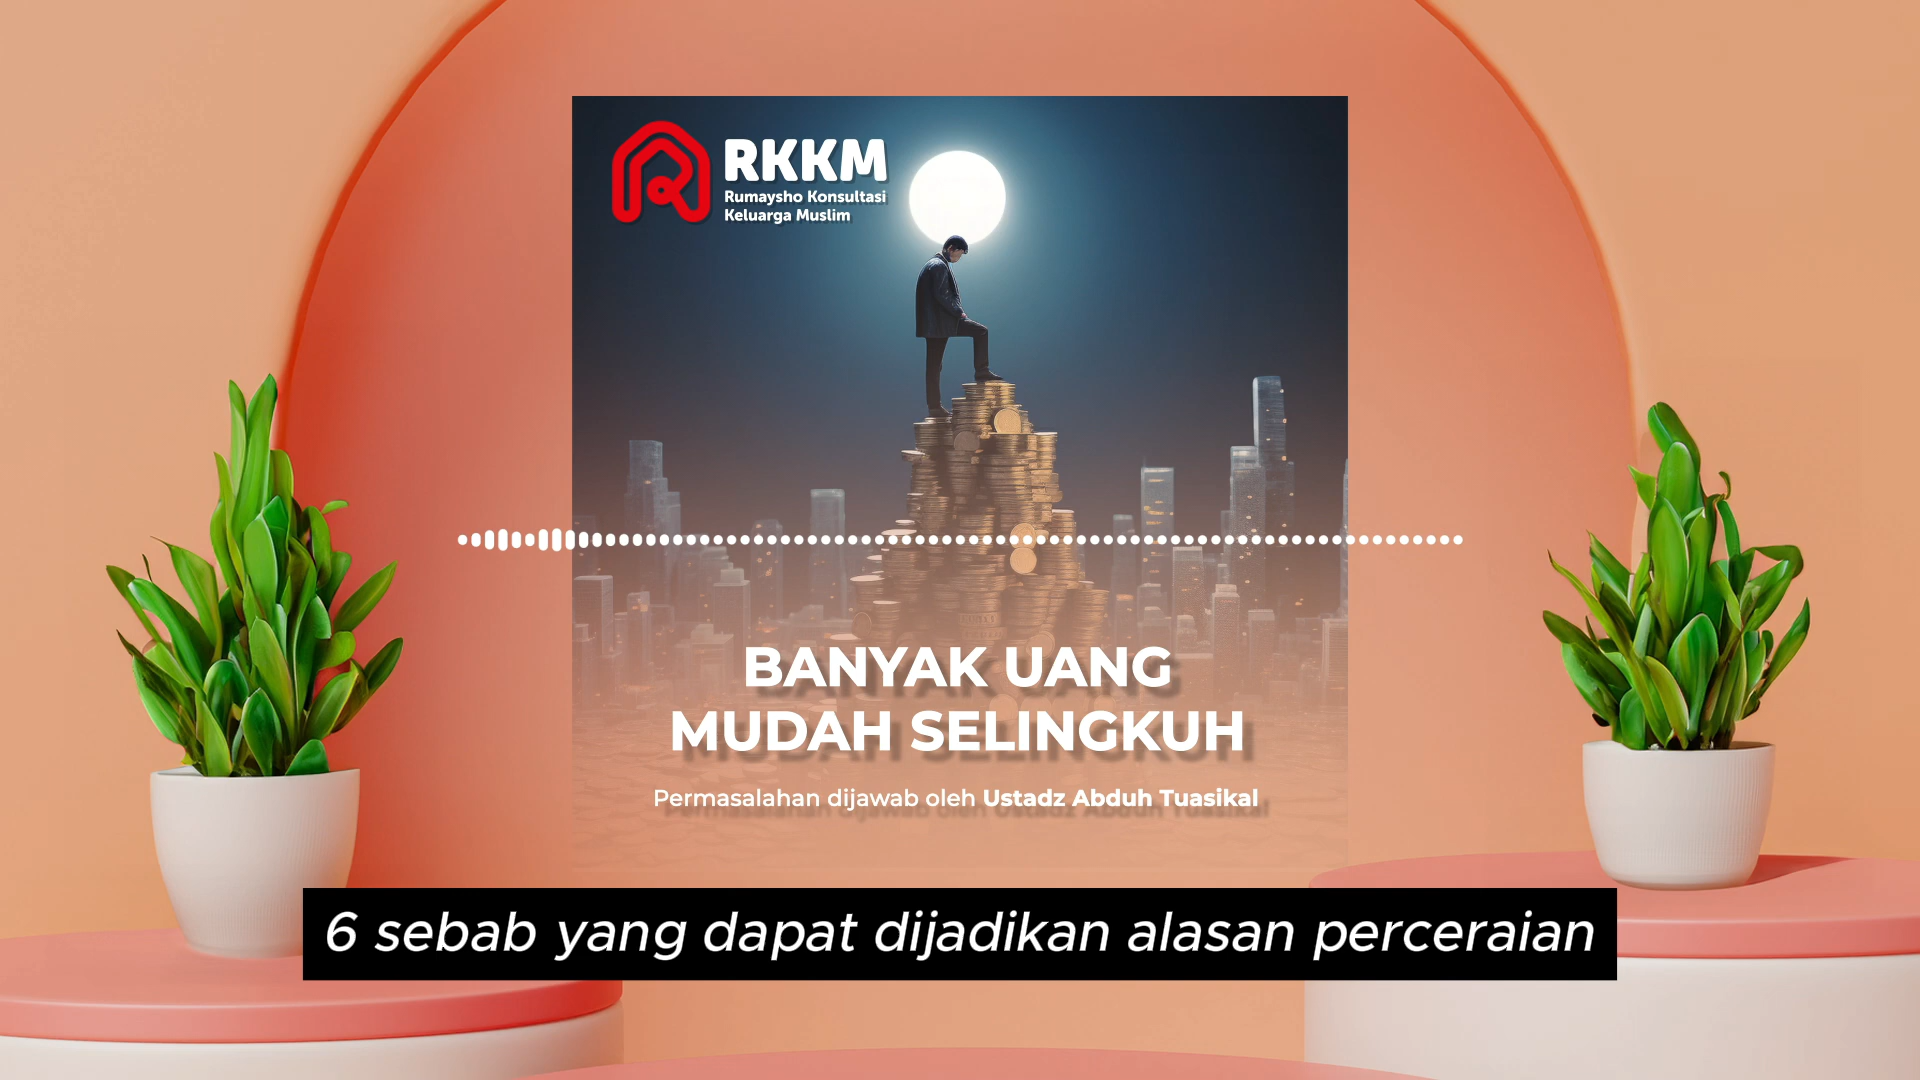 RKKM
Rumaysho Konsultasi
Keluarga Muslim
BANYAK UANG
MUDAH SELINGKUH
Permasalahan dijawab oleh Ustadz Abduh Tuasikal
6 sebab yang dapat dijadikan alasan perceraian